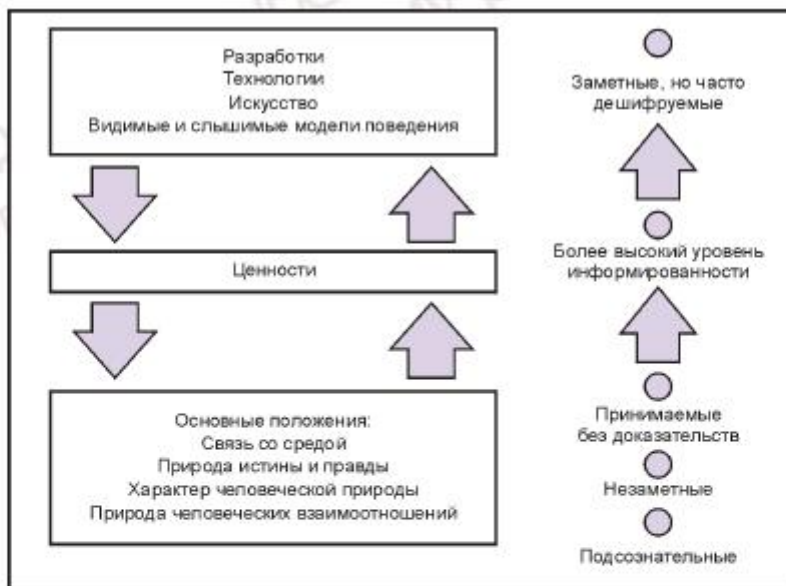 Разработки
Технологии
Искусство
Видимые и слышимые модели поведения
Ценности
Основные положения:
Связь со средой
Природа истины и правды
Характер человеческой природы
Природа человеческих взаимоотношений
Заметные, но часто
дешифруемые
Более высокий уровень
информированности
Принимаемые
без доказательств
Незаметные
Подсознательные